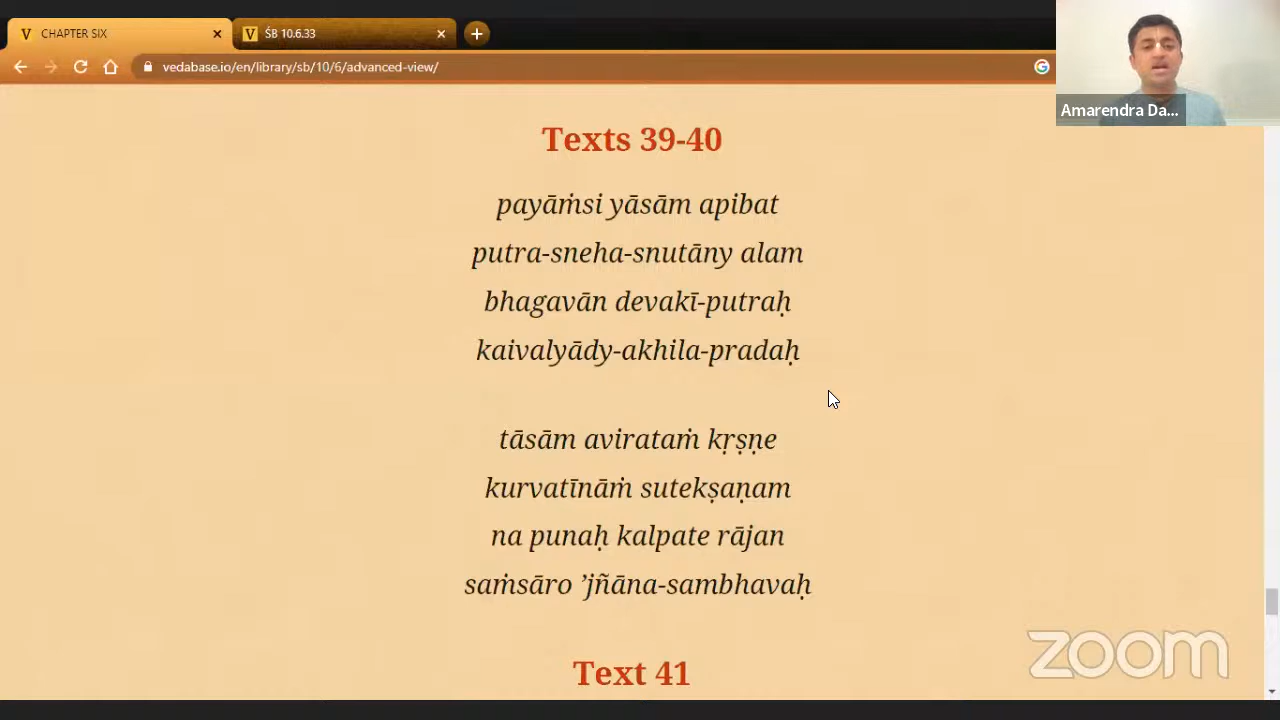 CHAPTER SIX
ŚB 10.6.33
vedabase.io/en/library/sb/10/6/advanced-view/
Amarendra Da...
Texts 39-40
payāṁsi yāsām apibat
putra-sneha-snutāny alam
bhagavān devakī-putraḥ
kaivalyādy-akhila-pradaḥ
tāsām avirataṁ kṛṣṇe
kurvatīnāṁ sutekṣaṇam
na punaḥ kalpate rājan
saṁsāro ’jñāna-sambhavaḥ
Text 41
zoom